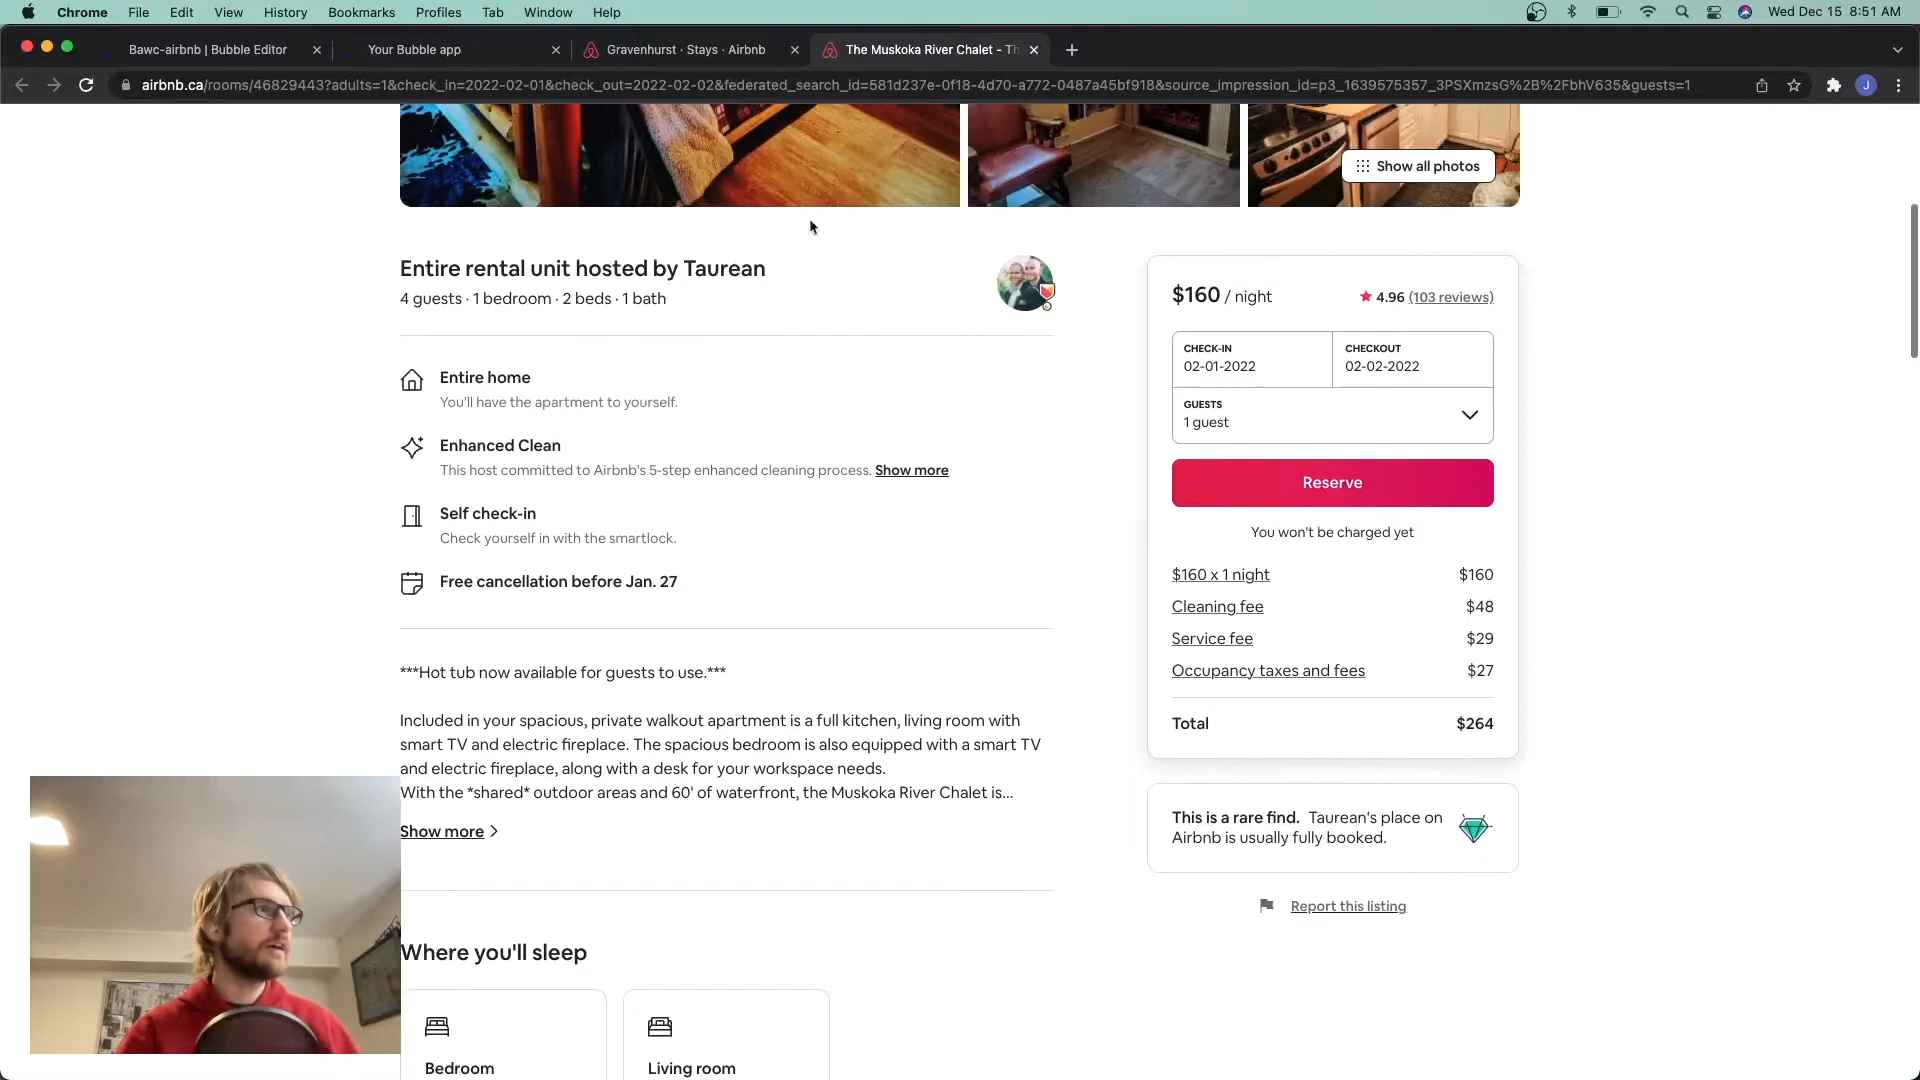 Chrome File Edit View History Bookmarks Profiles Tab Window Help Wed Dec 15 8:51 AM
Bawc-airbnb | Bubble Editor Your Bubble app Gravenhurst · Stays · Airbnb The Muskoka River Chalet - Th
airbnb.ca/rooms/46829443?adults=1&check_in=2022-02-01&check_out=2022-02-02&federated_search_id=581d237e-0f18-4d70-a772-0487a45bf918&source_impression_id=p3_1639575357_3PSXmzsG%2B%2FbhV635&guests=1
J
Show all photos
Entire rental unit hosted by Taurean
4 guests · 1 bedroom · 2 beds · 1 bath
Entire home
You'll have the apartment to yourself.
Enhanced Clean
This host committed to Airbnb's 5-step enhanced cleaning process. Show more
Self check-in
Check yourself in with the smartlock.
Free cancellation before Jan. 27
***Hot tub now available for guests to use.***
Included in your spacious, private walkout apartment is a full kitchen, living room with
smart TV and electric fireplace. The spacious bedroom is also equipped with a smart TV
and electric fireplace, along with a desk for your workspace needs.
With the *shared* outdoor areas and 60' of waterfront, the Muskoka River Chalet is...
Show more
Where you'll sleep
Bedroom
Living room
$160 / night 4.96 (103 reviews)
CHECK-IN CHECKOUT
02-01-2022 02-02-2022
GUESTS
1 guest
Reserve
You won't be charged yet
$160 x 1 night $160
Cleaning fee $48
Service fee $29
Occupancy taxes and fees $27
Total $264
This is a rare find. Taurean's place on
Airbnb is usually fully booked.
Report this listing